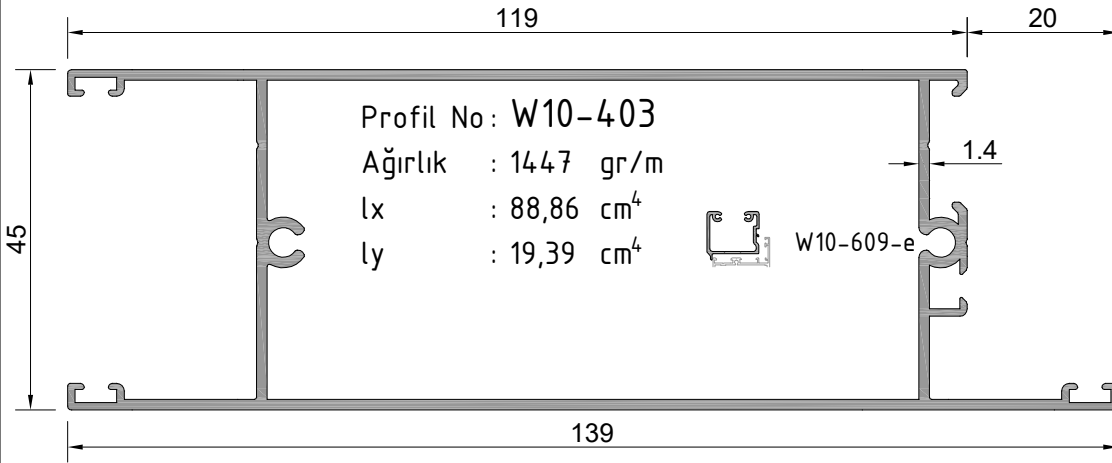 119
20
Profil No: W10-403
Ağırlık : 1447 gr/m
Ix : 88,86 cm⁴
Iy : 19,39 cm⁴
1.4
45
W10-609-e
139